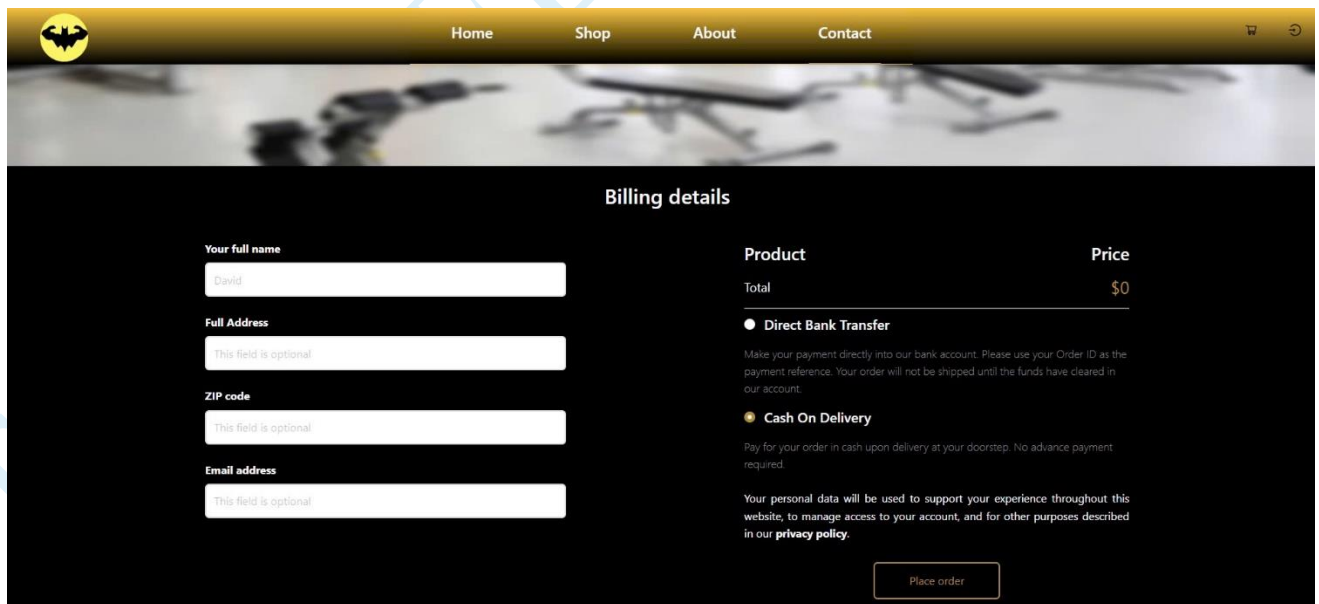 Home Shop About Contact
Billing details
Your full name
David
Full Address
This field is optional
ZIP code
This field is optional
Email address
This field is optional
Product Price
Total $0
Direct Bank Transfer
Make your payment directly into our bank account. Please use your Order ID as the
payment reference. Your order will not be shipped until the funds have cleared in
our account.
Cash On Delivery
Pay for your order in cash upon delivery at your doorstep. No advance payment
required.
Your personal data will be used to support your experience throughout this
website, to manage access to your account, and for other purposes described
in our privacy policy.
Place order